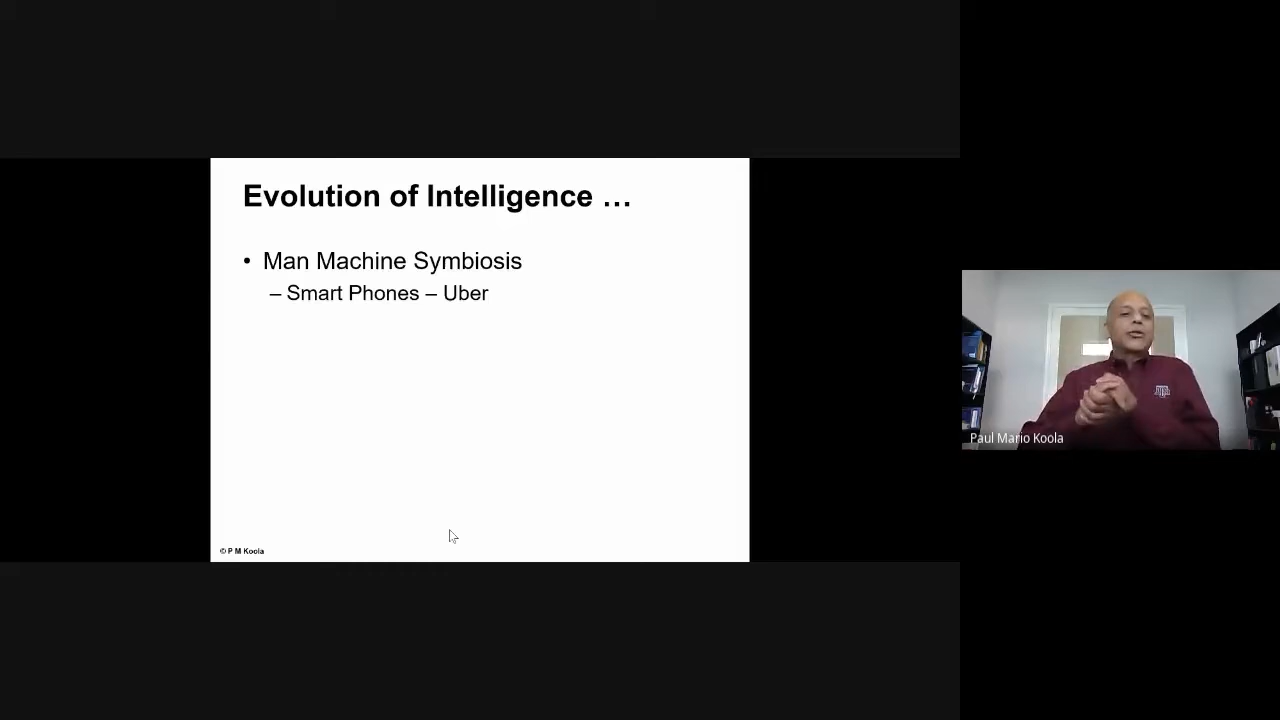 Evolution of Intelligence …
• Man Machine Symbiosis
– Smart Phones – Uber
© P M Koola
Paul Mario Koola